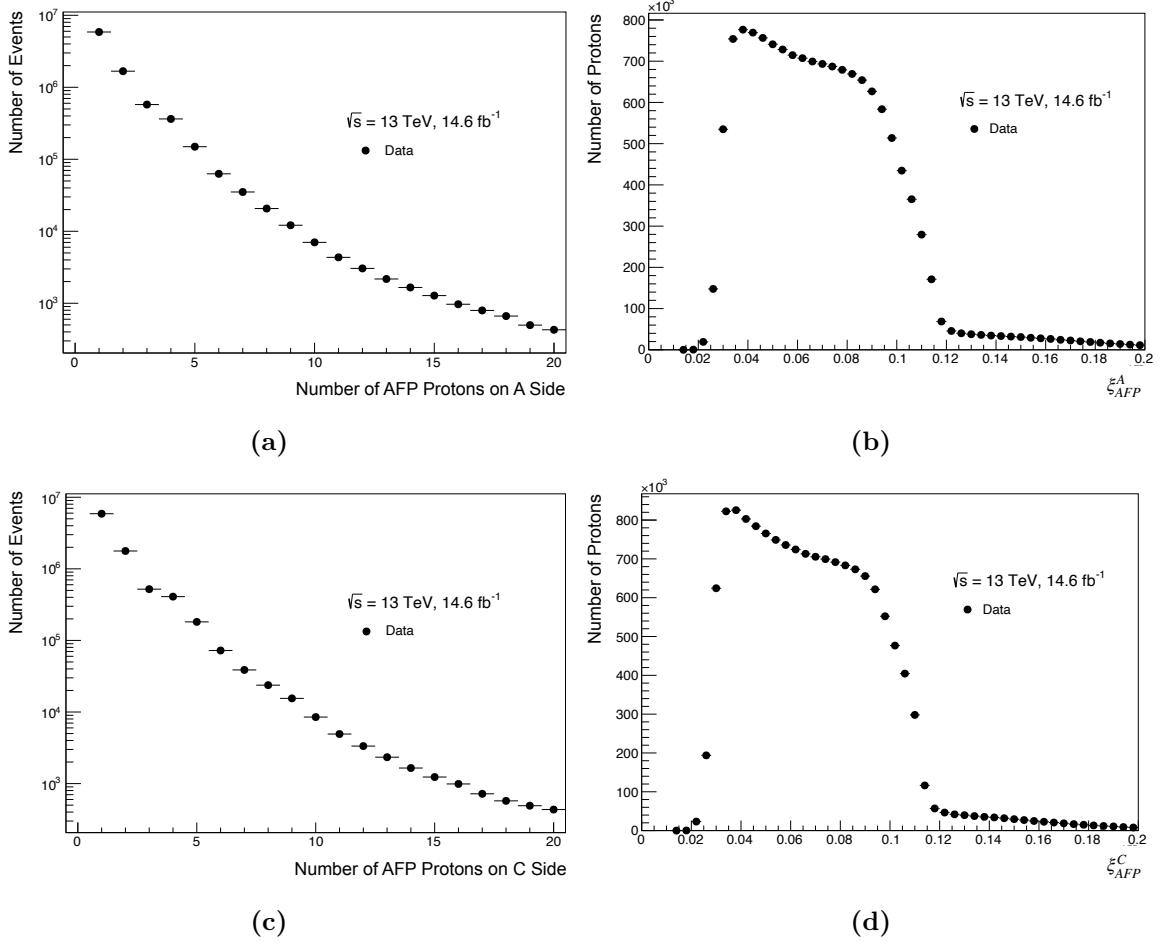 Number of Events
10^7
10^6
10^5
10^4
10^3
√s = 13 TeV, 14.6 fb^-1
Data
0 5 10 15 20
Number of AFP Protons on A Side
(a)
Number of Protons
×10^3
800
700
600
500
400
300
200
100
0
√s = 13 TeV, 14.6 fb^-1
Data
0 0.02 0.04 0.06 0.08 0.1 0.12 0.14 0.16 0.18 0.2
ξ^A_AFP
(b)
Number of Events
10^7
10^6
10^5
10^4
10^3
√s = 13 TeV, 14.6 fb^-1
Data
0 5 10 15 20
Number of AFP Protons on C Side
(c)
Number of Protons
×10^3
800
600
400
200
0
√s = 13 TeV, 14.6 fb^-1
Data
0 0.02 0.04 0.06 0.08 0.1 0.12 0.14 0.16 0.18 0.2
ξ^C_AFP
(d)